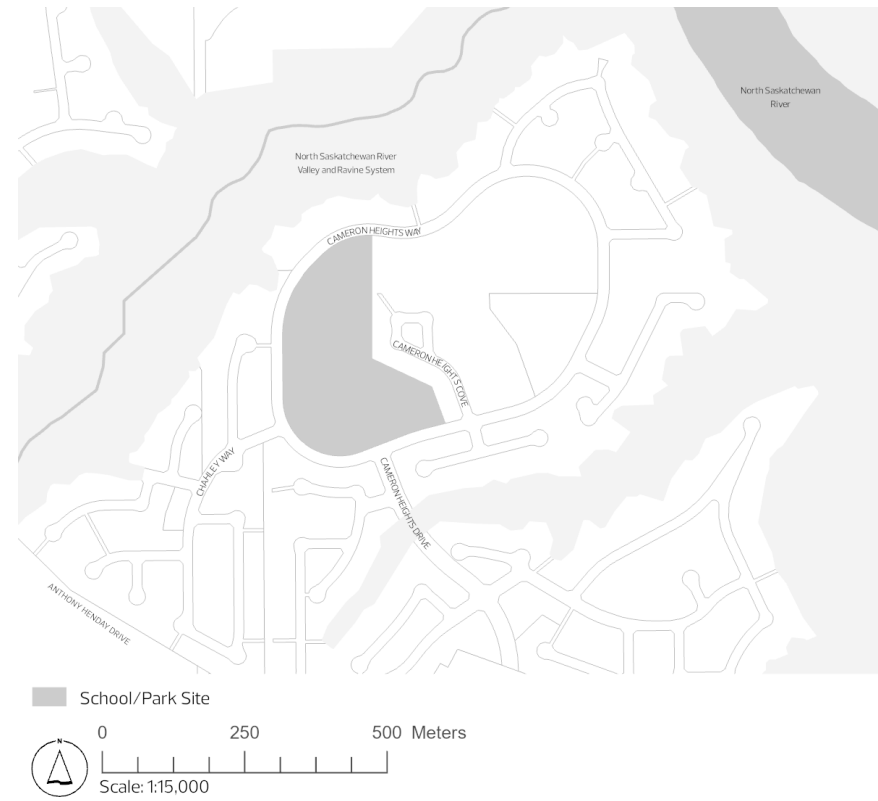 North Saskatchewan
River
North Saskatchewan River
Valley and Ravine System
CAMERON HEIGHTS WAY
CAMERON HEIGHTS COVE
CHAHLEY WAY
CAMERON HEIGHTS DRIVE
ANTHONY HENDAY DRIVE
School/Park Site
0 250 500 Meters
N
Scale: 1:15,000